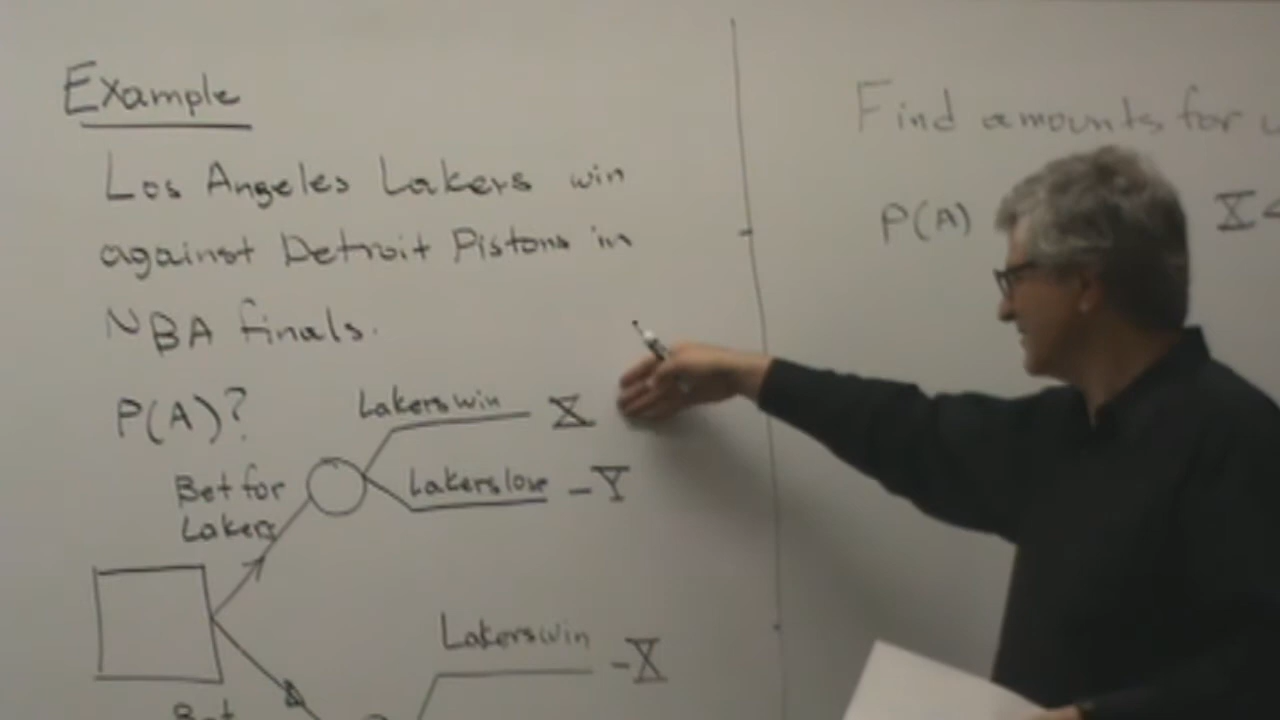 Example
Los Angeles Lakers win
against Detroit Pistons in
NBA finals.
P(A)?
Lakers win X
Bet for
Lakers
Lakers lose -Y
Lakers win -X
Bet
Find amounts for
P(A) X<